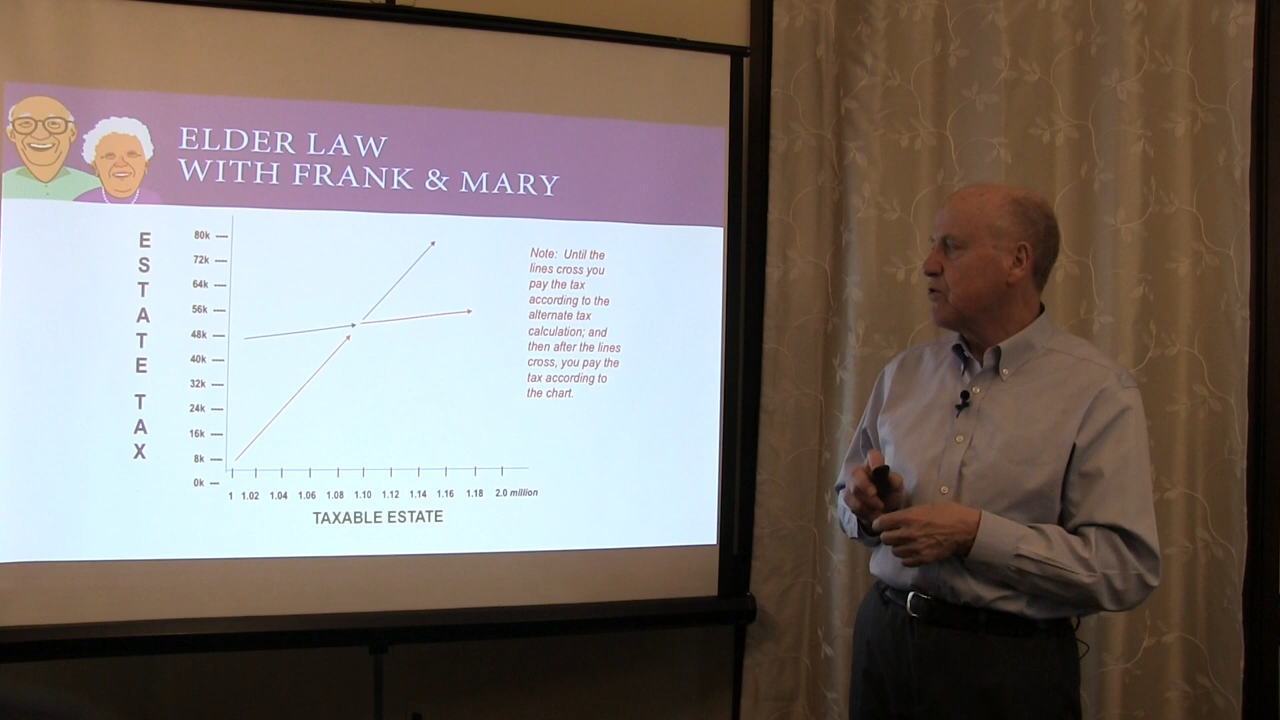 ELDER LAW
WITH FRANK & MARY
ESTATE TAX
80k
72k
64k
56k
48k
40k
32k
24k
16k
8k
0k
1 1.02 1.04 1.06 1.08 1.10 1.12 1.14 1.16 1.18 2.0 million
TAXABLE ESTATE
Note: Until the
lines cross you
pay the tax
according to the
alternate tax
calculation; and
then after the lines
cross, you pay the
tax according to
the chart.